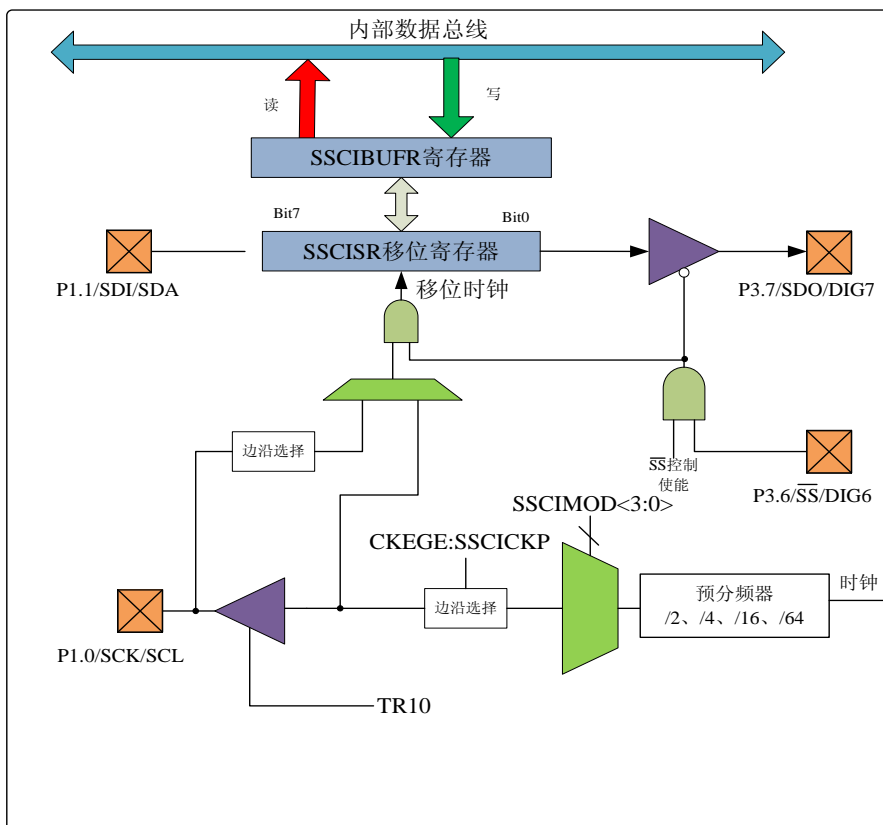 内部数据总线
读
写
SSCIBUFR寄存器
Bit7
Bit0
SSCISR移位寄存器
P1.1/SDI/SDA
P3.7/SDO/DIG7
移位时钟
边沿选择
SS控制
使能
P3.6/SS/DIG6
SSCIMOD<3:0>
CKEGE:SSCICKP
时钟
预分频器
/2、/4、/16、/64
边沿选择
P1.0/SCK/SCL
TR10